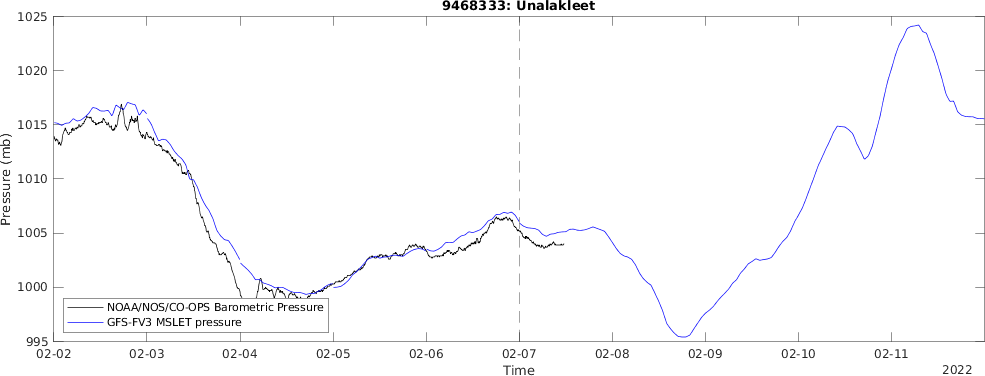 9468333: Unalakleet
1025
1020
1015
1010
1005
1000
995
Pressure (mb)
NOAA/NOS/CO-OPS Barometric Pressure
GFS-FV3 MSLET pressure
02-02 02-03 02-04 02-05 02-06 02-07 02-08 02-09 02-10 02-11
Time
2022